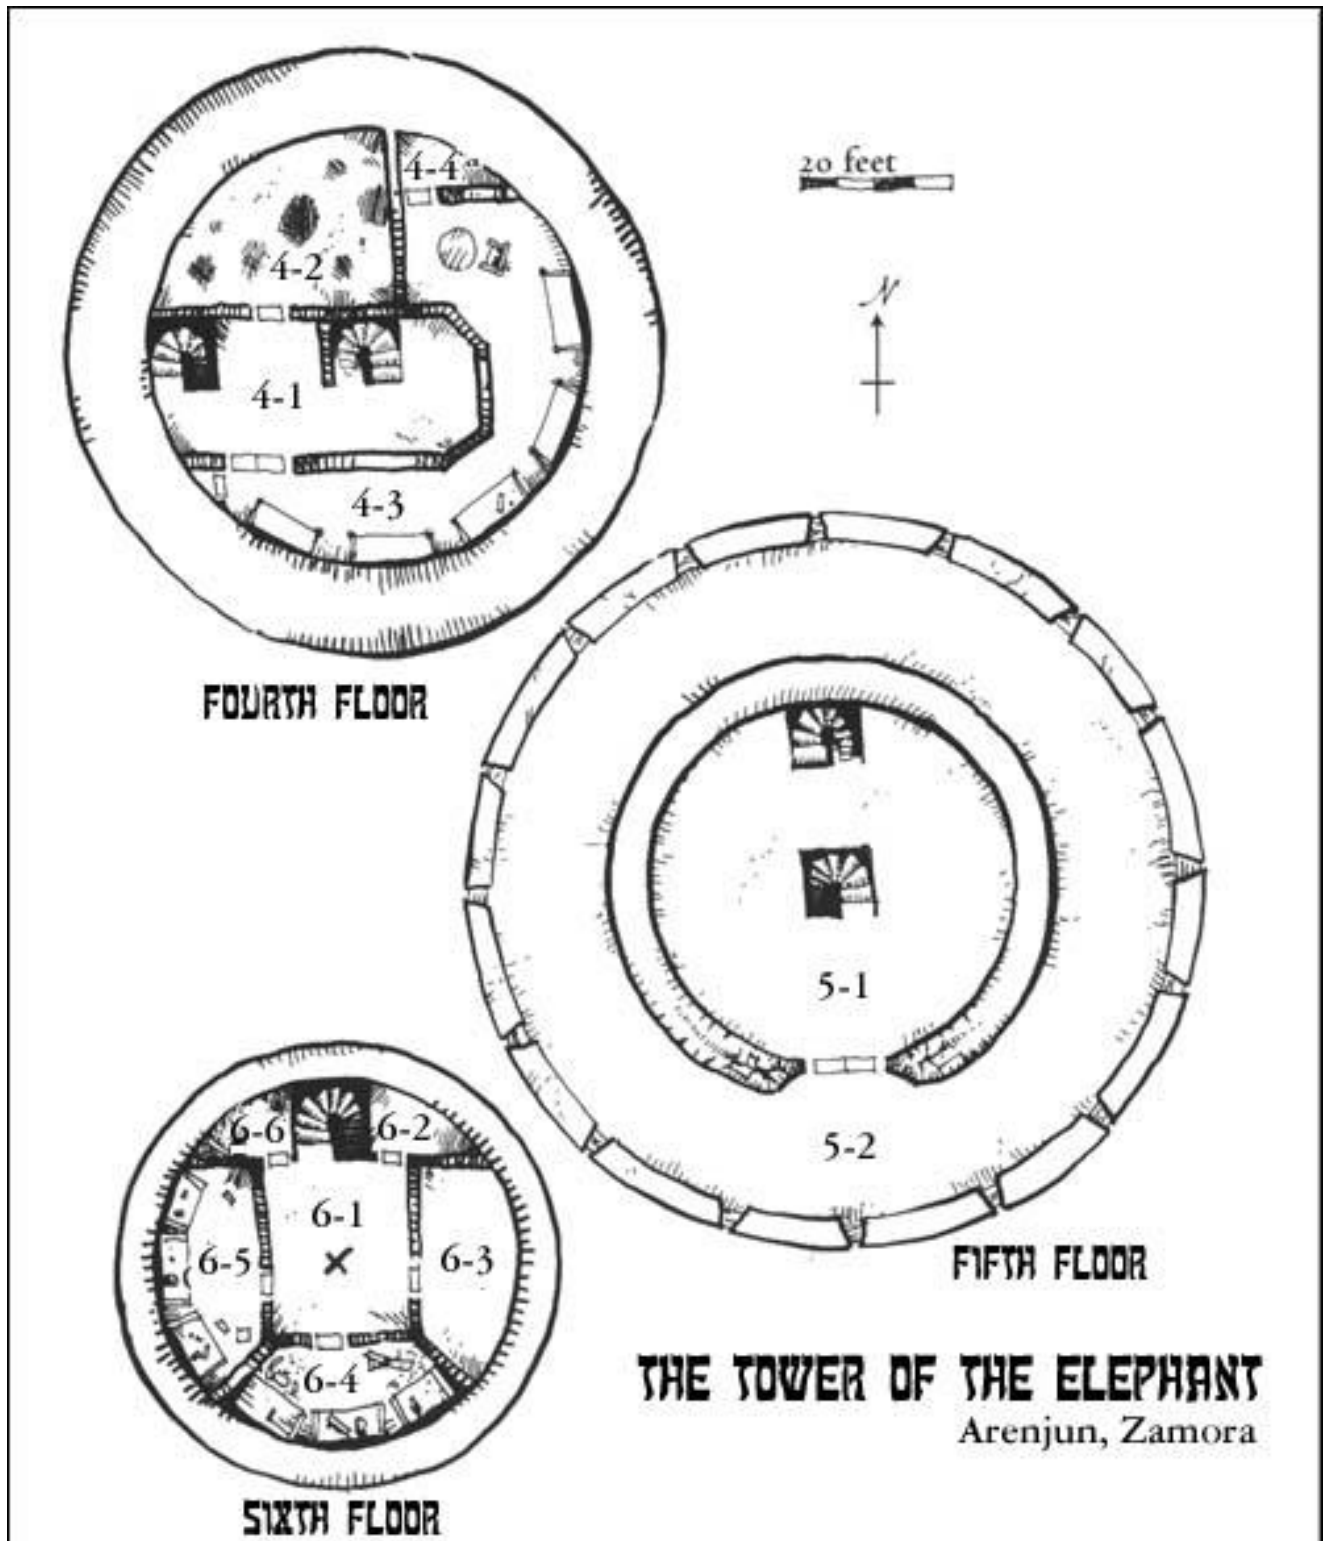 4-4a
20 feet
4-2
N
4-1
4-3
FOURTH FLOOR
5-1
5-2
FIFTH FLOOR
6-6
6-2
6-1
6-5
6-3
6-4
SIXTH FLOOR
THE TOWER OF THE ELEPHANT
Arenjun, Zamora